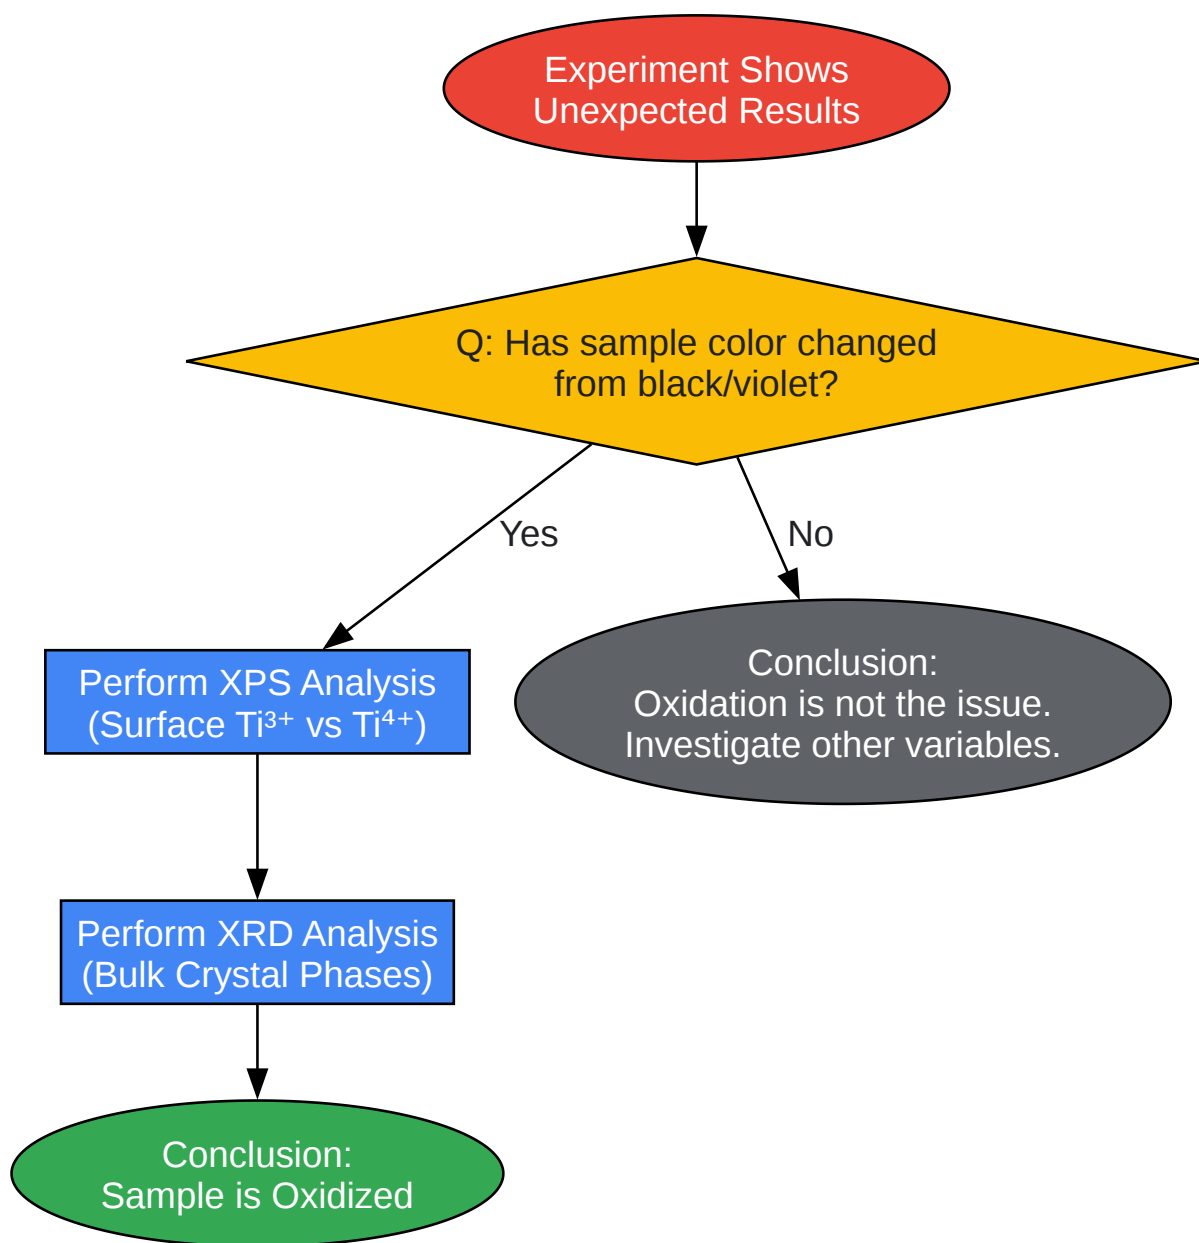 Experiment Shows
Unexpected Results
Q: Has sample color changed
from black/violet?
Yes
No
Perform XPS Analysis
(Surface Ti³⁺ vs Ti⁴⁺)
Conclusion:
Oxidation is not the issue.
Investigate other variables.
Perform XRD Analysis
(Bulk Crystal Phases)
Conclusion:
Sample is Oxidized